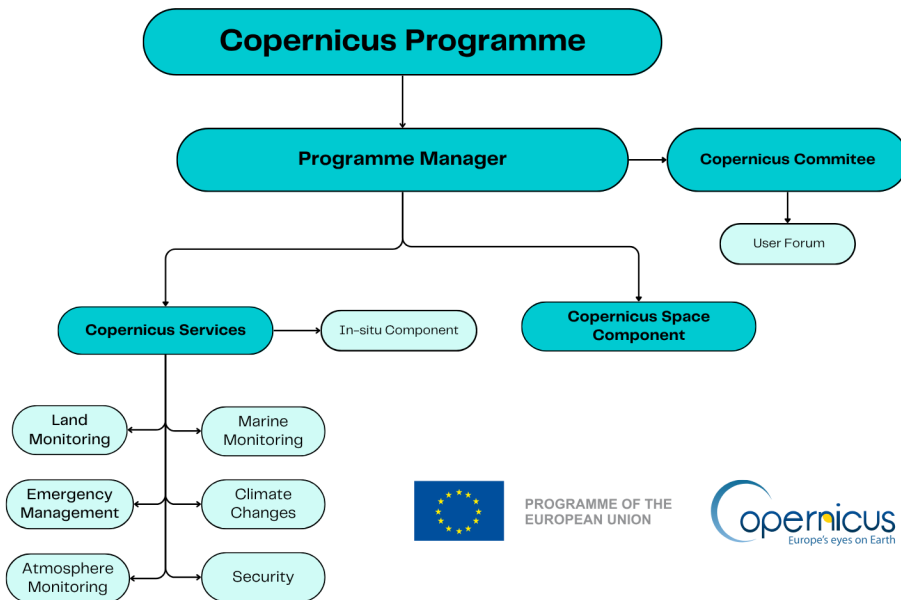 Copernicus Programme
Programme Manager
Copernicus Commitee
User Forum
Copernicus Services
In-situ Component
Copernicus Space
Component
Land
Monitoring
Marine
Monitoring
Emergency
Management
Climate
Changes
Atmosphere
Monitoring
Security
PROGRAMME OF THE
EUROPEAN UNION
opernicus
Europe's eyes on Earth